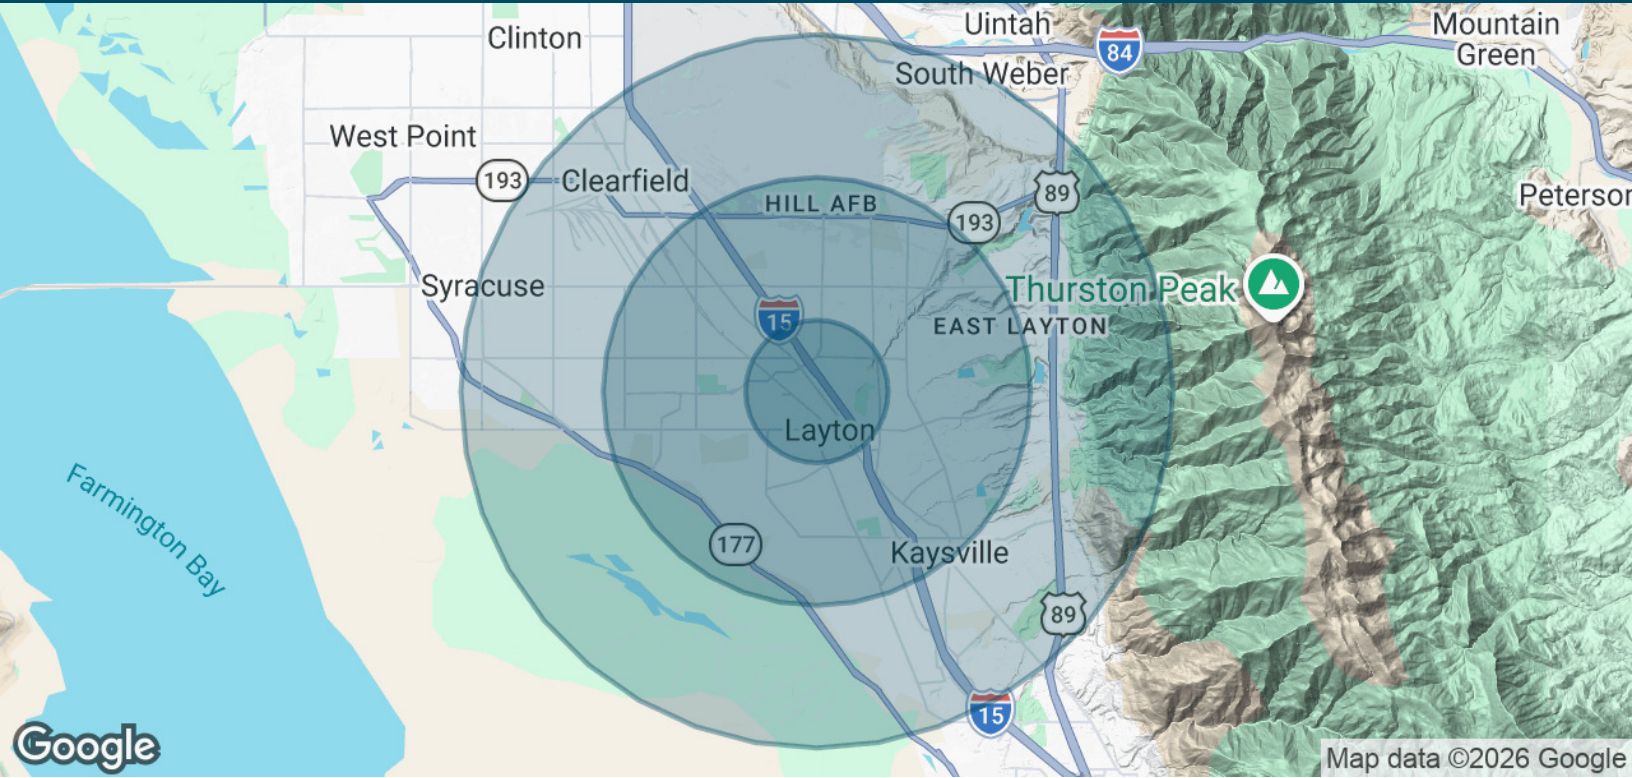 Clinton
Uintah
84
Mountain
Green
South Weber
West Point
193
Clearfield
89
HILL AFB
193
Peterson
Syracuse
Thurston Peak
15
EAST LAYTON
Layton
Farmington Bay
177
Kaysville
89
15
Google
Map data ©2026 Google